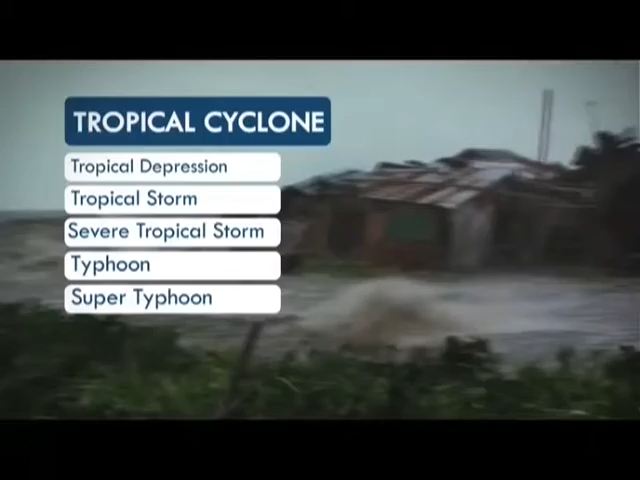 TROPICAL CYCLONE
Tropical Depression
Tropical Storm
Severe Tropical Storm
Typhoon
Super Typhoon